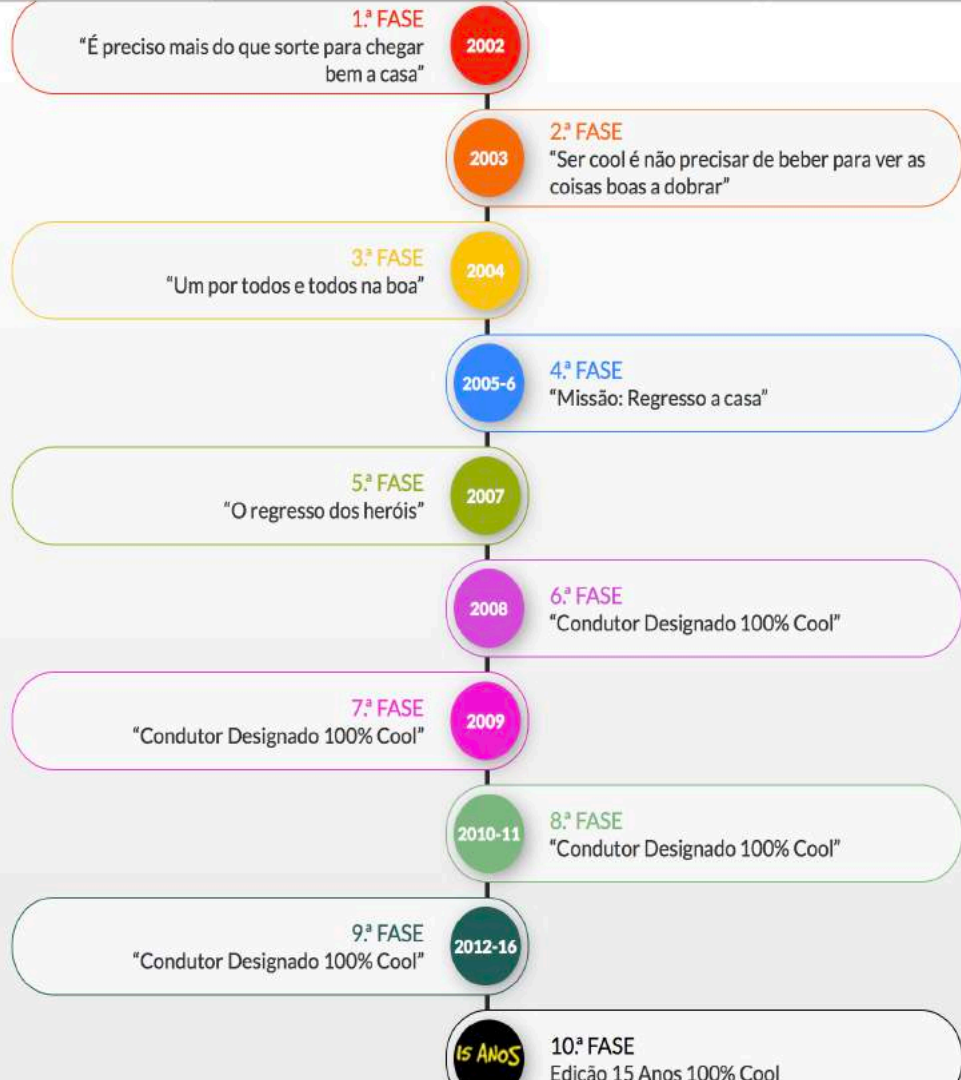 1.ª FASE
“É preciso mais do que sorte para chegar
bem a casa”
2002
2003
2.ª FASE
“Ser cool é não precisar de beber para ver as
coisas boas a dobrar”
3.ª FASE
“Um por todos e todos na boa”
2004
2005-6
4.ª FASE
“Missão: Regresso a casa”
5.ª FASE
“O regresso dos heróis”
2007
2008
6.ª FASE
“Condutor Designado 100% Cool”
7.ª FASE
“Condutor Designado 100% Cool”
2009
2010-11
8.ª FASE
“Condutor Designado 100% Cool”
9.ª FASE
“Condutor Designado 100% Cool”
2012-16
15 ANOS
10.ª FASE
Edição 15 Anos 100% Cool